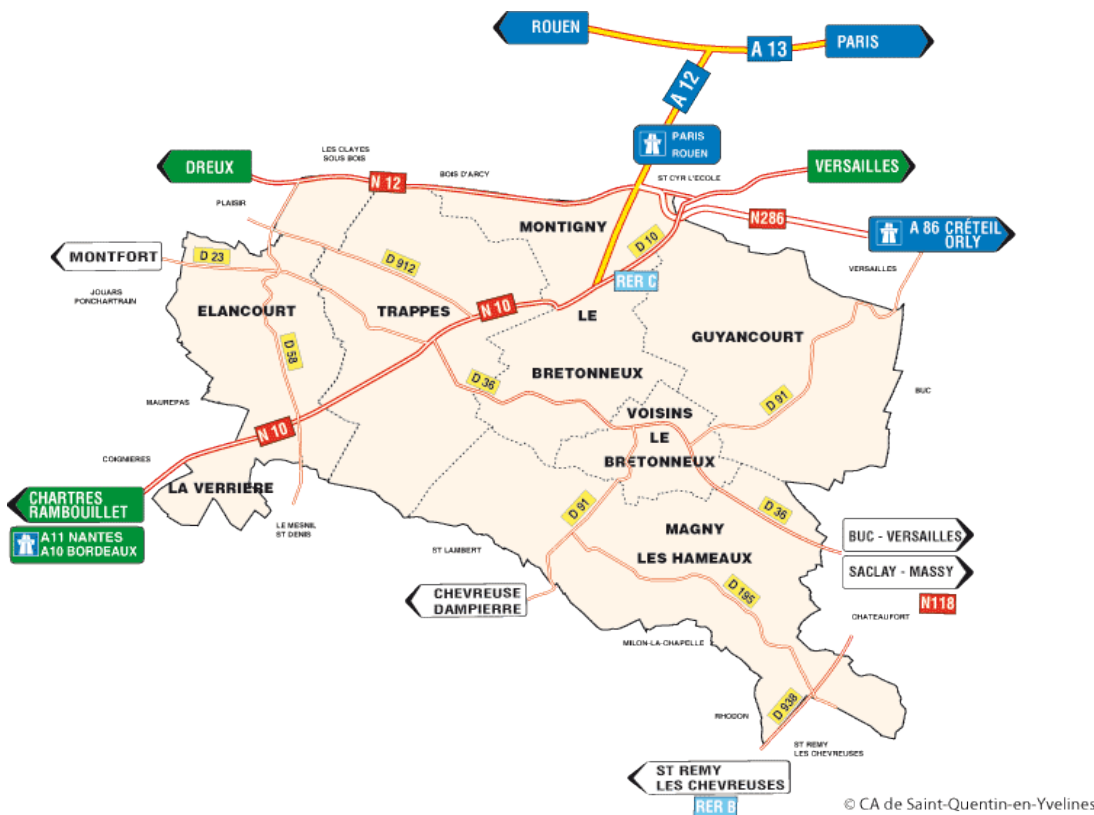 ROUEN
A 13
PARIS
A 12
PARIS
ROUEN
LES CLAYES
SOUS BOIS
DREUX
N 12
BOIS D'ARCY
ST CYR L'ECOLE
VERSAILLES
PLAISIR
MONTIGNY
N286
D 10
A 86 CRÉTEIL
ORLY
MONTFORT
D 23
D 912
RER C
VERSAILLES
JOUARS
PONCHARTRAIN
ELANCOURT
TRAPPES
N 10
LE
GUYANCOURT
D 58
BRETONNEUX
D 36
MAUREPAS
D 91
BUC
VOISINS
LE
BRETONNEUX
N 10
COIGNIERES
LA VERRIERE
CHARTRES
RAMBOUILLET
A11 NANTES
A10 BORDEAUX
LE MESNIL
ST DENIS
D 91
D 36
MAGNY
LES HAMEAUX
BUC - VERSAILLES
SACLAY - MASSY
N118
ST LAMBERT
CHEVREUSE
DAMPIERRE
D 195
CHATEAUFORT
MILON-LA-CHAPELLE
D 938
RHODON
ST REMY
LES CHEVREUSES
ST REMY
LES CHEVREUSES
RER B
© CA de Saint-Quentin-en-Yvelines